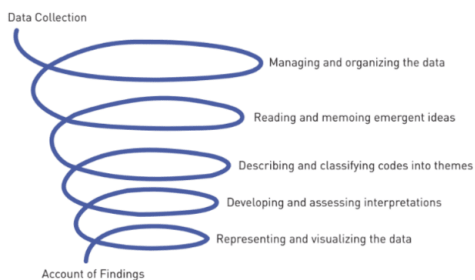 Data Collection
Managing and organizing the data
Reading and memoing emergent ideas
Describing and classifying codes into themes
Developing and assessing interpretations
Representing and visualizing the data
Account of Findings